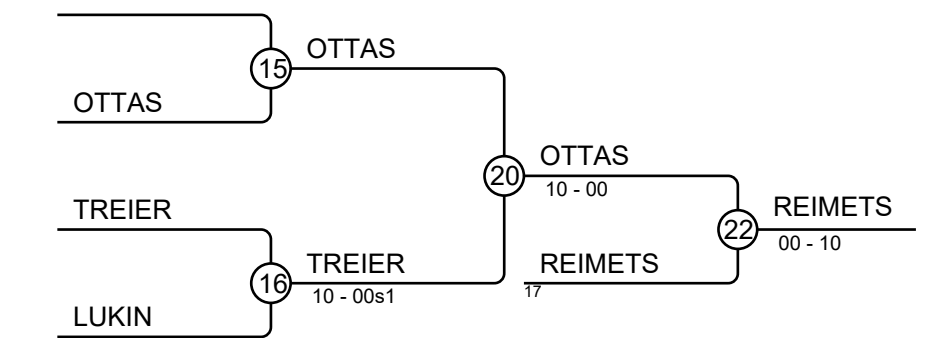 15
OTTAS
OTTAS
20
OTTAS
10 - 00
TREIER
16
TREIER
10 - 00s1
LUKIN
22
REIMETS
00 - 10
REIMETS
17